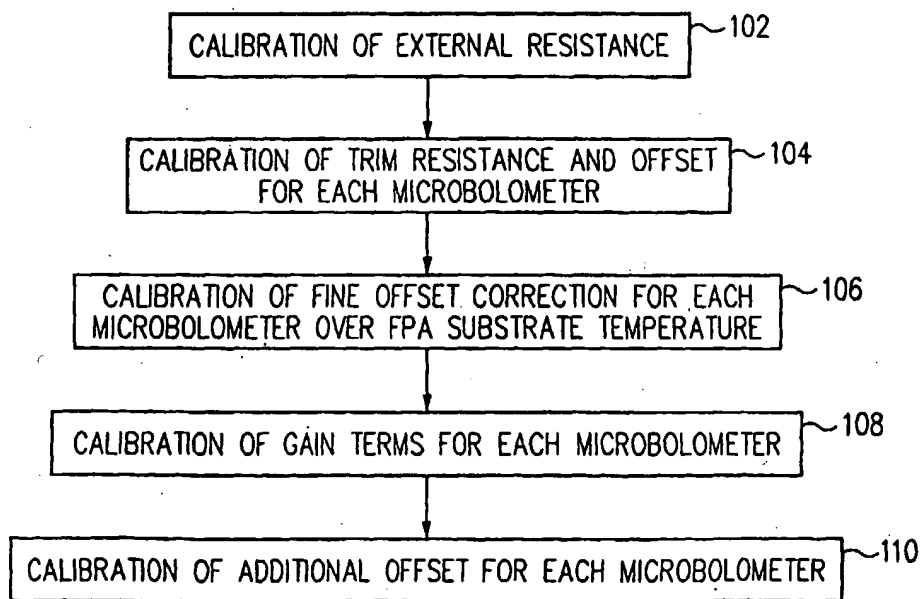 CALIBRATION OF EXTERNAL RESISTANCE
102
CALIBRATION OF TRIM RESISTANCE AND OFFSET
FOR EACH MICROBOLOMETER
104
CALIBRATION OF FINE OFFSET CORRECTION FOR EACH
MICROBOLOMETER OVER FPA SUBSTRATE TEMPERATURE
106
CALIBRATION OF GAIN TERMS FOR EACH MICROBOLOMETER
108
CALIBRATION OF ADDITIONAL OFFSET FOR EACH MICROBOLOMETER
110